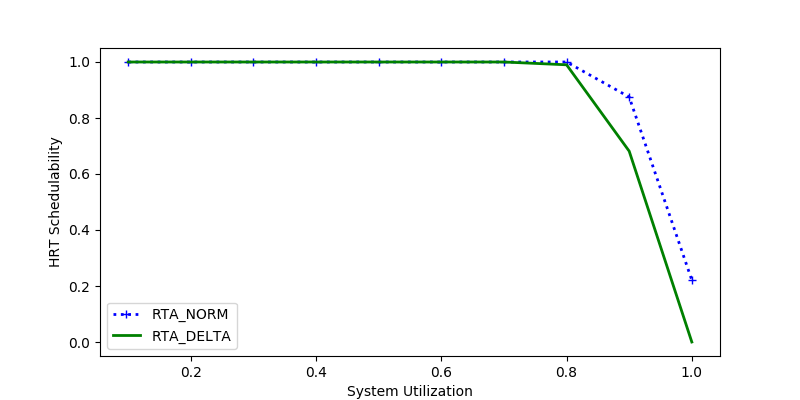 1.0
0.8
0.6
0.4
0.2
0.0
HRT Schedulability
RTA_NORM
RTA_DELTA
0.2 0.4 0.6 0.8 1.0
System Utilization